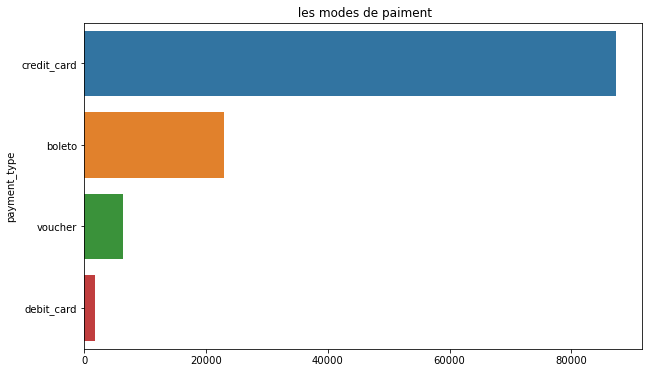 les modes de paiment
payment_type
credit_card
boleto
voucher
debit_card
0 20000 40000 60000 80000